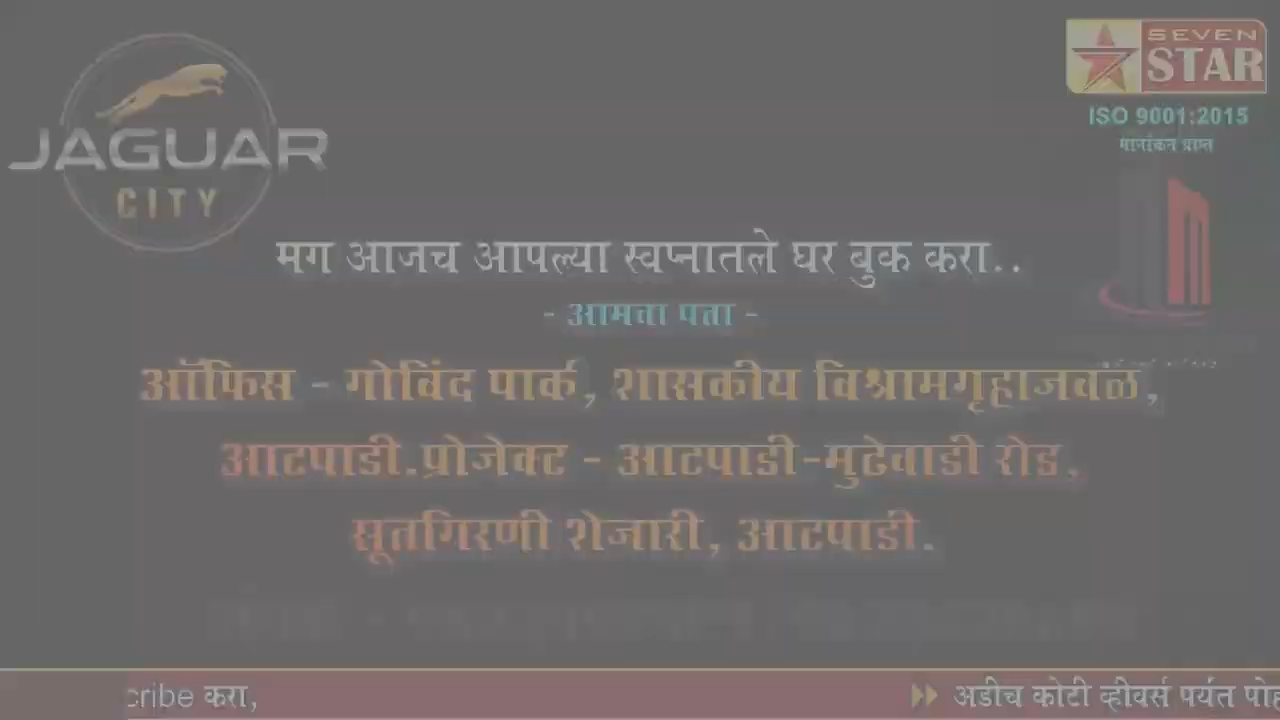 JAGUAR
CITY
SEVEN
STAR
ISO 9001:2015
मानांकन प्राप्त
मग आजच आपल्या स्वप्नातले घर बुक करा..
- आमचा पत्ता -
ऑफिस - गोविंद पार्क, शासकीय विश्रामगृहाजवळ,
आटपाडी.प्रोजेक्ट - आटपाडी-मुढेवाडी रोड,
सूतगिरणी शेजारी, आटपाडी.
cribe करा,
अडीच कोटी व्हीवर्स पर्यंत पोह